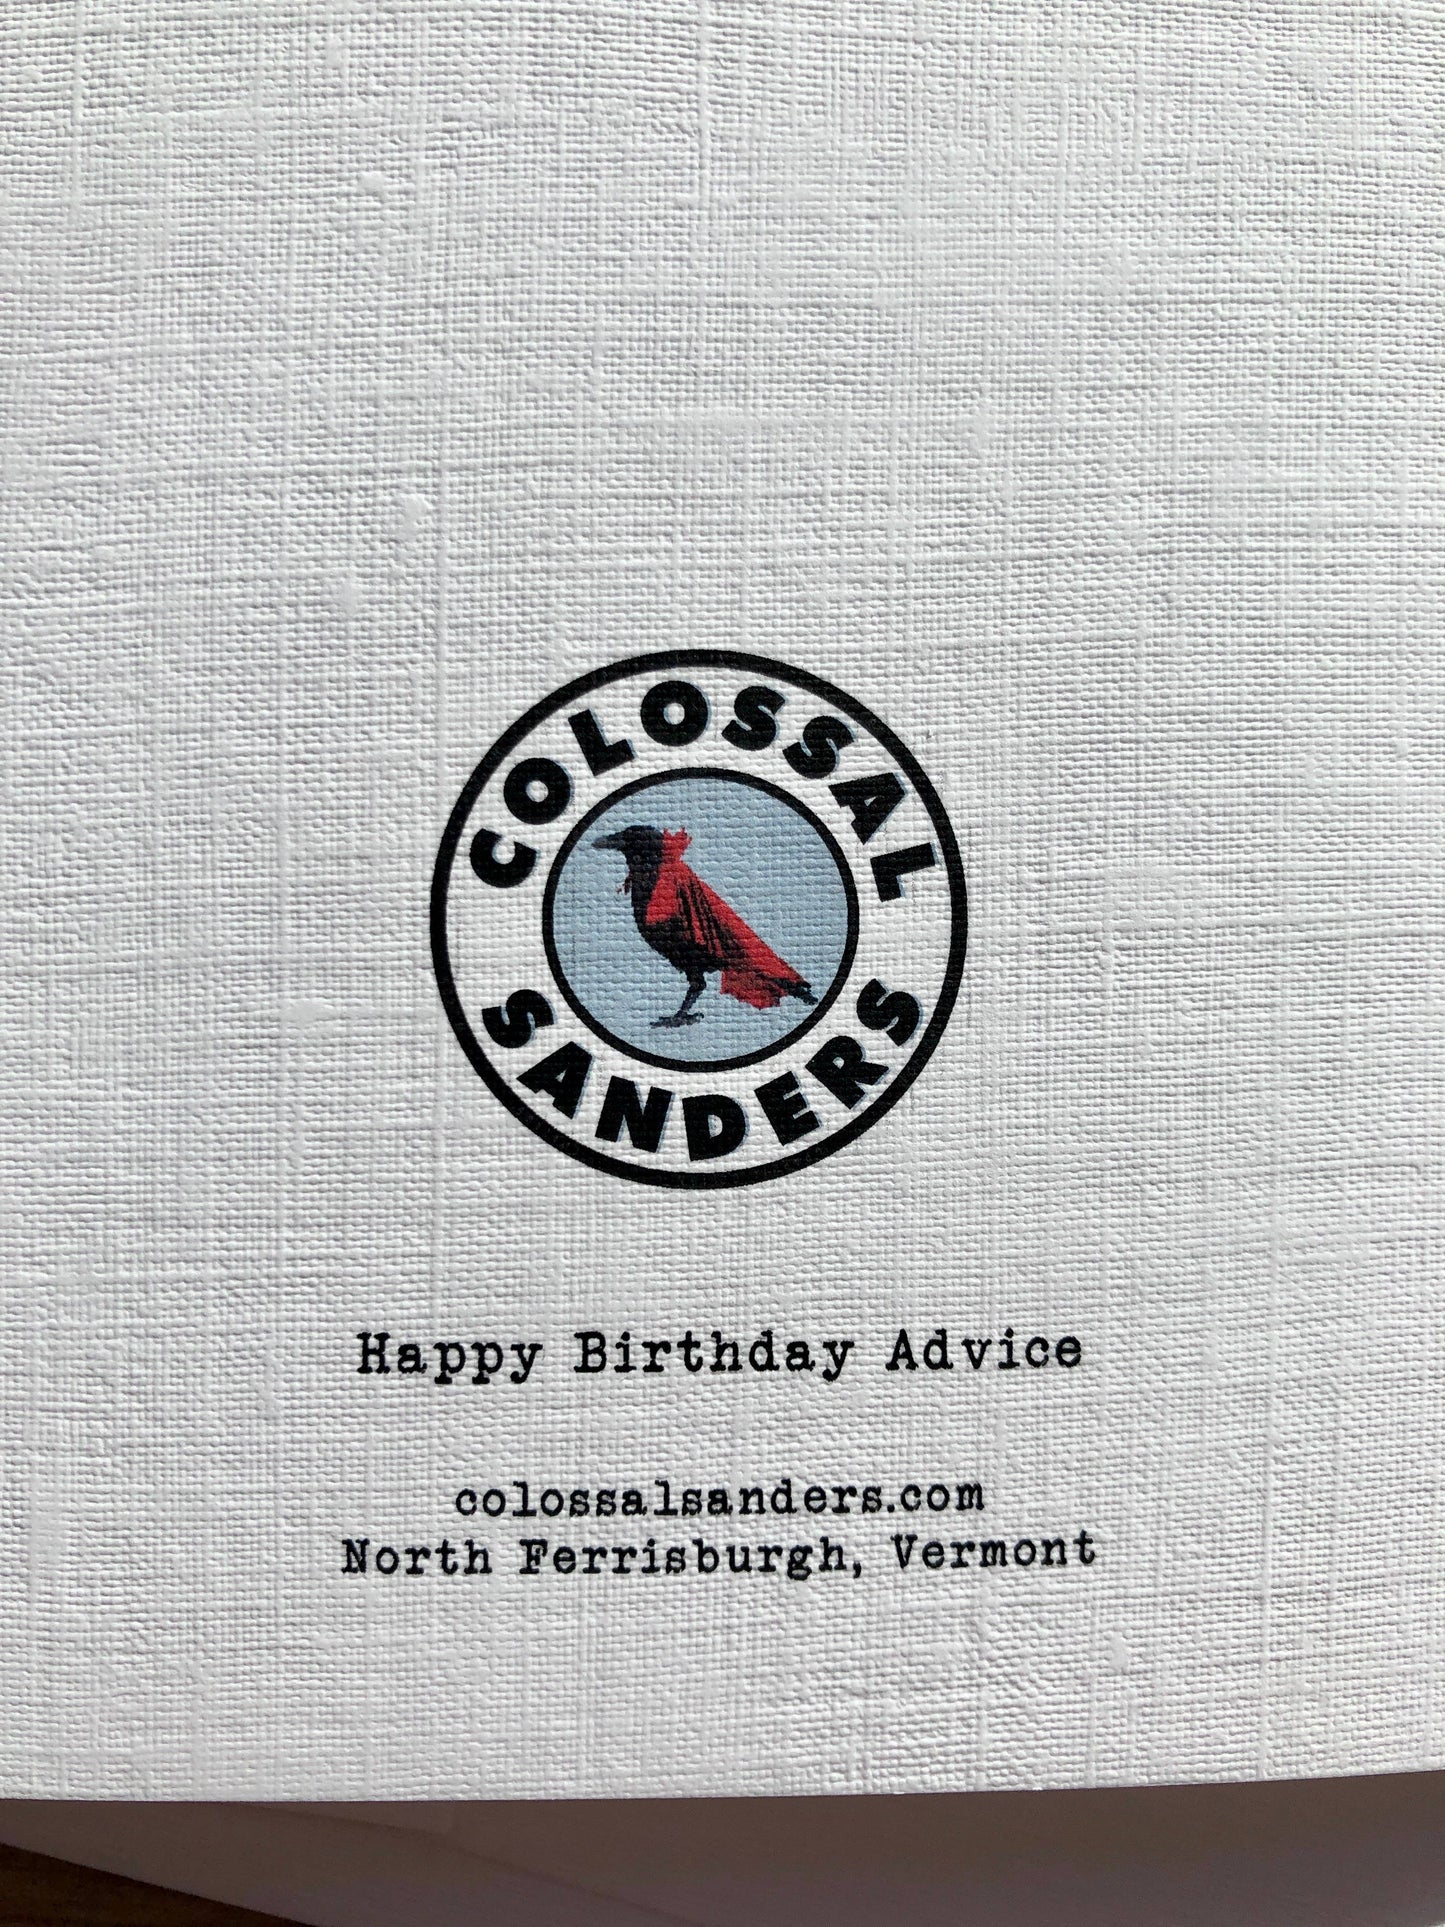 COLOSSAL
SANDERS
Happy Birthday Advice
colossalsanders.com
North Ferrisburgh, Vermont